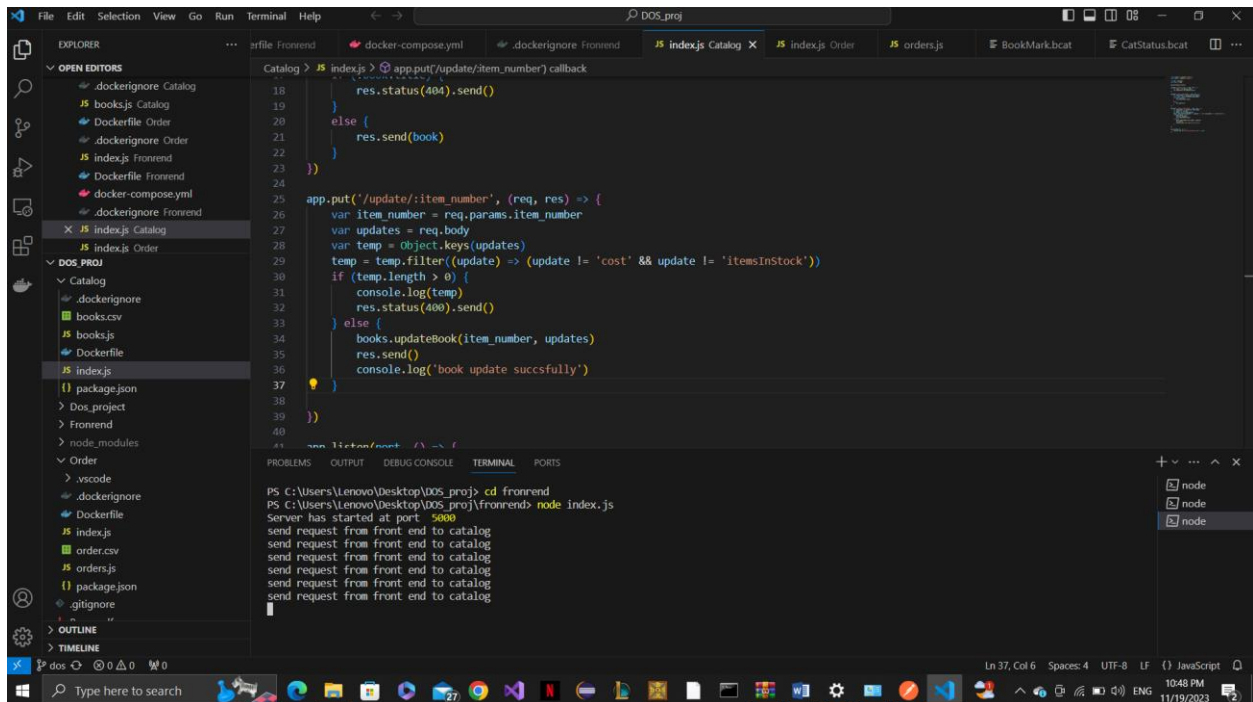 File Edit Selection View Go Run Terminal Help
DOS_proj
EXPLORER
erfile Fronrend
docker-compose.yml
.dockerignore Fronrend
JS index.js Catalog
JS index.js Order
JS orders.js
BookMark.bcat
CatStatus.bcat
OPEN EDITORS
.dockerignore Catalog
JS books.js Catalog
Dockerfile Order
.dockerignore Order
JS index.js Fronrend
Dockerfile Fronrend
docker-compose.yml
.dockerignore Fronrend
JS index.js Catalog
JS index.js Order
DOS_PROJ
Catalog
.dockerignore
books.csv
JS books.js
Dockerfile
JS index.js
{} package.json
Dos_project
Fronrend
node_modules
Order
.vscode
.dockerignore
Dockerfile
JS index.js
order.csv
JS orders.js
{} package.json
.gitignore
OUTLINE
TIMELINE
Catalog > JS index.js > app.put('/update/:item_number') callback
18 res.status(404).send()
19 }
20 else {
21 res.send(book)
22 }
23 })
24
25 app.put('/update/:item_number', (req, res) => {
26 var item_number = req.params.item_number
27 var updates = req.body
28 var temp = Object.keys(updates)
29 temp = temp.filter((update) => (update != 'cost' && update != 'itemsInStock'))
30 if (temp.length > 0) {
31 console.log(temp)
32 res.status(400).send()
33 } else {
34 books.updateBook(item_number, updates)
35 res.send()
36 console.log('book update succsfully')
37 }
38
39 })
40
41 app.listen(port, () => {
PROBLEMS OUTPUT DEBUG CONSOLE TERMINAL PORTS
PS C:\Users\Lenovo\Desktop\DOS_proj> cd fronrend
PS C:\Users\Lenovo\Desktop\DOS_proj\fronrend> node index.js
Server has started at port 5000
send request from front end to catalog
send request from front end to catalog
send request from front end to catalog
send request from front end to catalog
send request from front end to catalog
send request from front end to catalog
node
node
node
dos 0 0 0
Ln 37, Col 6 Spaces: 4 UTF-8 LF {} JavaScript
Type here to search
27
ENG
10:48 PM
11/19/2023
2